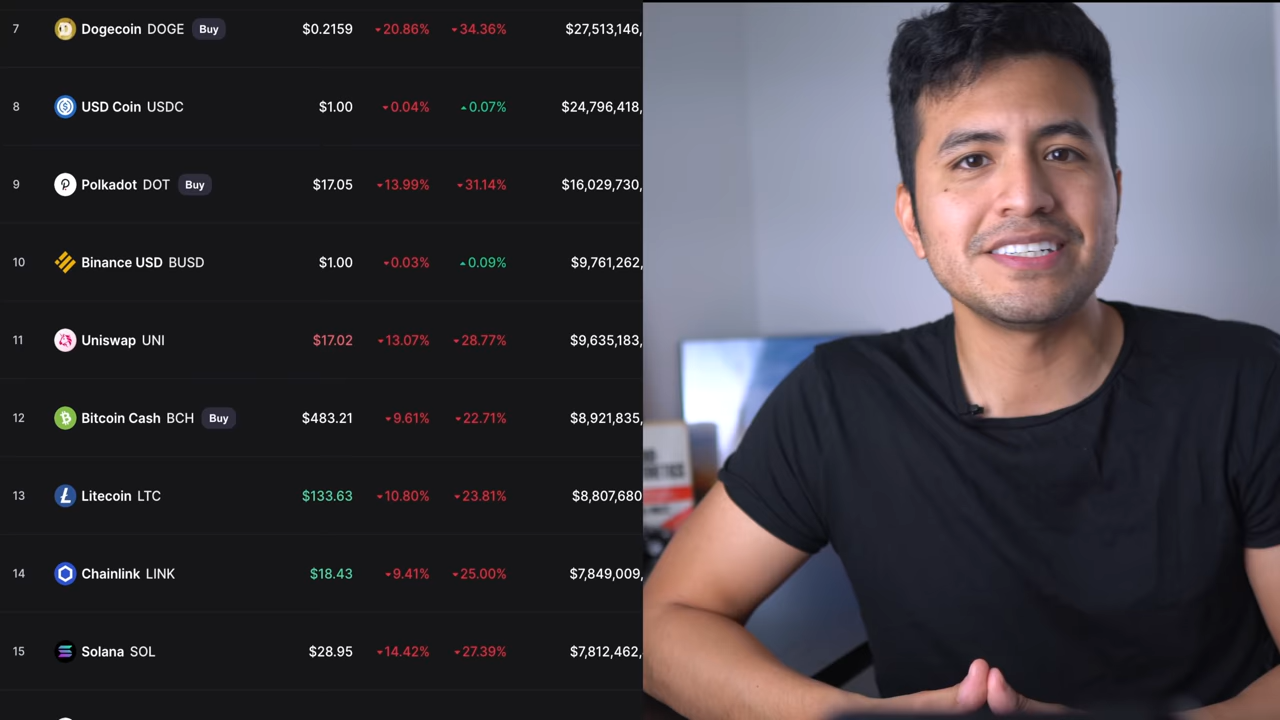 7 Dogecoin DOGE Buy $0.2159 20.86% 34.36% $27,513,146,
8 USD Coin USDC $1.00 0.04% 0.07% $24,796,418,
9 Polkadot DOT Buy $17.05 13.99% 31.14% $16,029,730,
10 Binance USD BUSD $1.00 0.03% 0.09% $9,761,262,
11 Uniswap UNI $17.02 13.07% 28.77% $9,635,183,
12 Bitcoin Cash BCH Buy $483.21 9.61% 22.71% $8,921,835,
13 Litecoin LTC $133.63 10.80% 23.81% $8,807,680
14 Chainlink LINK $18.43 9.41% 25.00% $7,849,009,
15 Solana SOL $28.95 14.42% 27.39% $7,812,462,